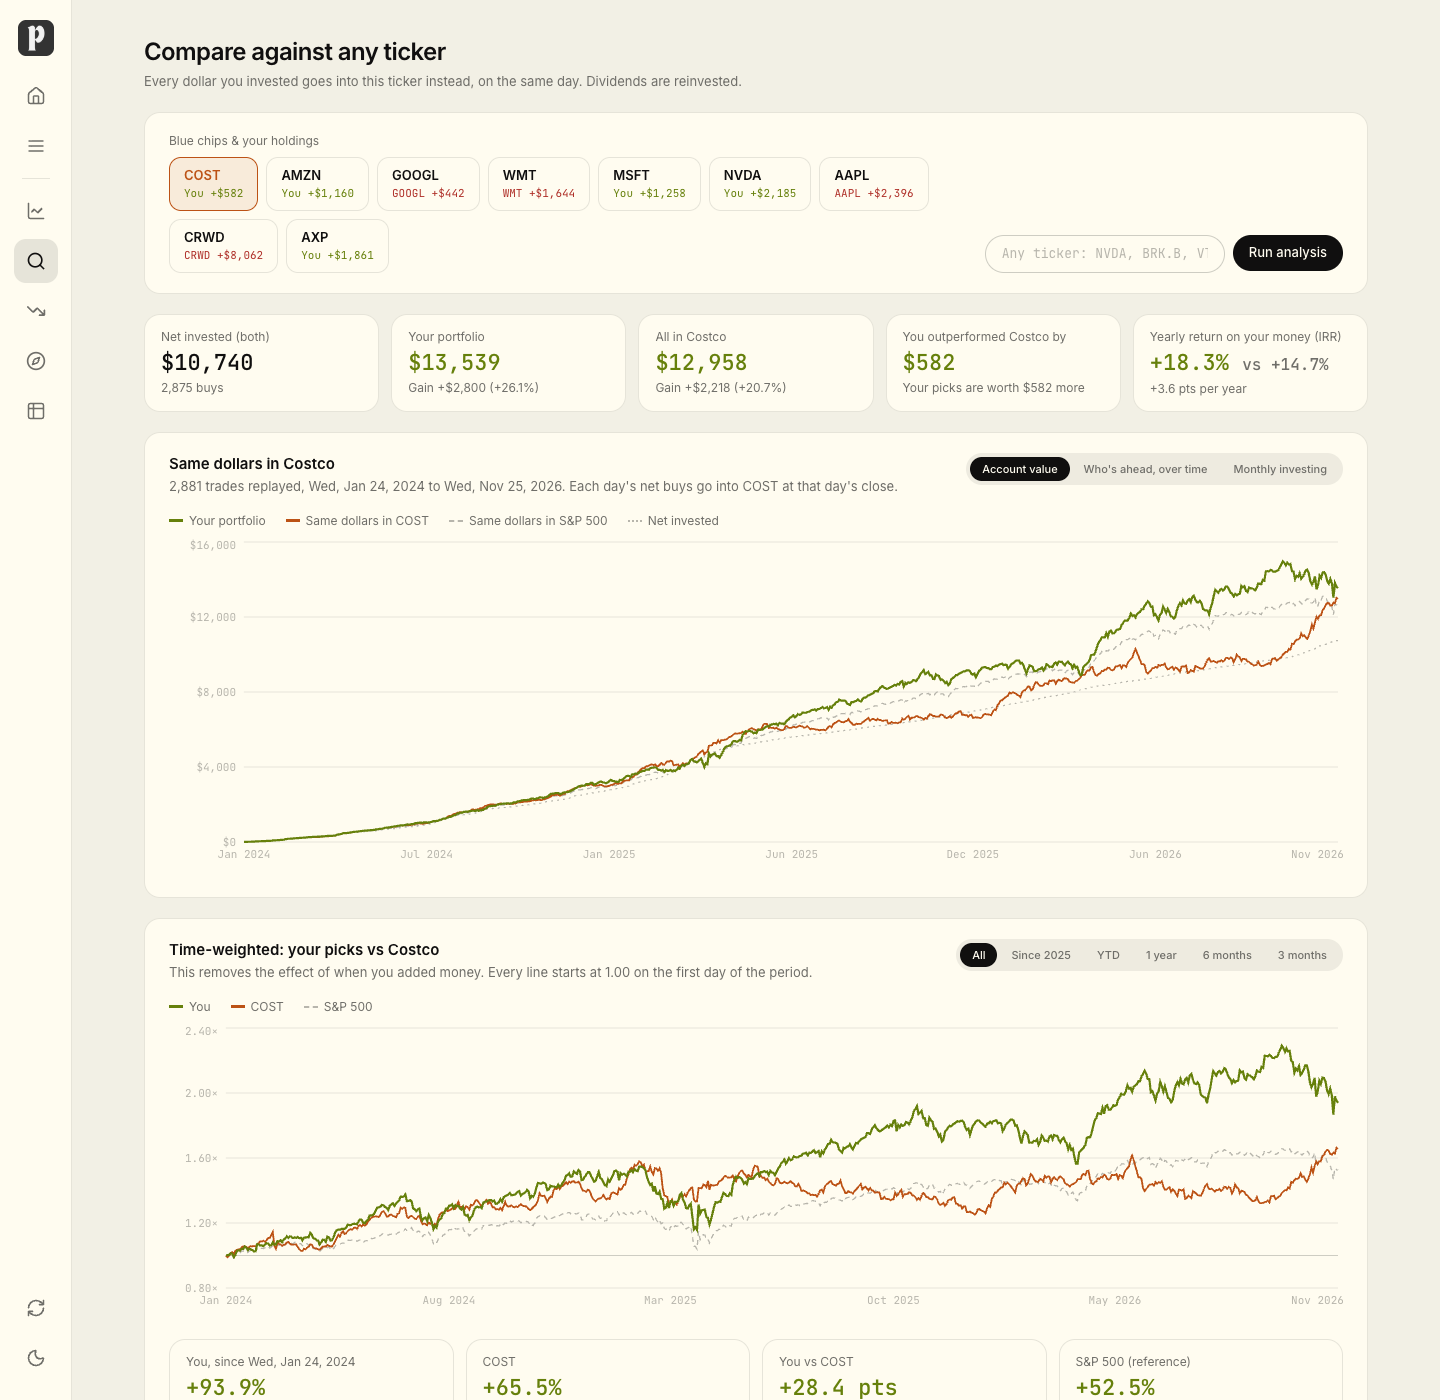 p
Compare against any ticker
Every dollar you invested goes into this ticker instead, on the same day. Dividends are reinvested.
Blue chips & your holdings
COST
You +$582
AMZN
You +$1,160
GOOGL
GOOGL +$442
WMT
WMT +$1,644
MSFT
You +$1,258
NVDA
You +$2,185
AAPL
AAPL +$2,396
CRWD
CRWD +$8,062
AXP
You +$1,861
Any ticker: NVDA, BRK.B,
Run analysis
Net invested (both)
$10,740
2,875 buys
Your portfolio
$13,539
Gain +$2,800 (+26.1%)
All in Costco
$12,958
Gain +$2,218 (+20.7%)
You outperformed Costco by
$582
Your picks are worth $582 more
Yearly return on your money (IRR)
+18.3% vs +14.7%
+3.6 pts per year
Same dollars in Costco
2,881 trades replayed, Wed, Jan 24, 2024 to Wed, Nov 25, 2026. Each day's net buys go into COST at that day's close.
Account value
Who's ahead, over time
Monthly investing
Your portfolio
Same dollars in COST
Same dollars in S&P 500
Net invested
$16,000
$12,000
$8,000
$4,000
$0
Jan 2024
Jul 2024
Jan 2025
Jun 2025
Dec 2025
Jun 2026
Nov 2026
Time-weighted: your picks vs Costco
This removes the effect of when you added money. Every line starts at 1.00 on the first day of the period.
All
Since 2025
YTD
1 year
6 months
3 months
You
COST
S&P 500
2.40×
2.00×
1.60×
1.20×
0.80×
Jan 2024
Aug 2024
Mar 2025
Oct 2025
May 2026
Nov 2026
You, since Wed, Jan 24, 2024
+93.9%
COST
+65.5%
You vs COST
+28.4 pts
S&P 500 (reference)
+52.5%